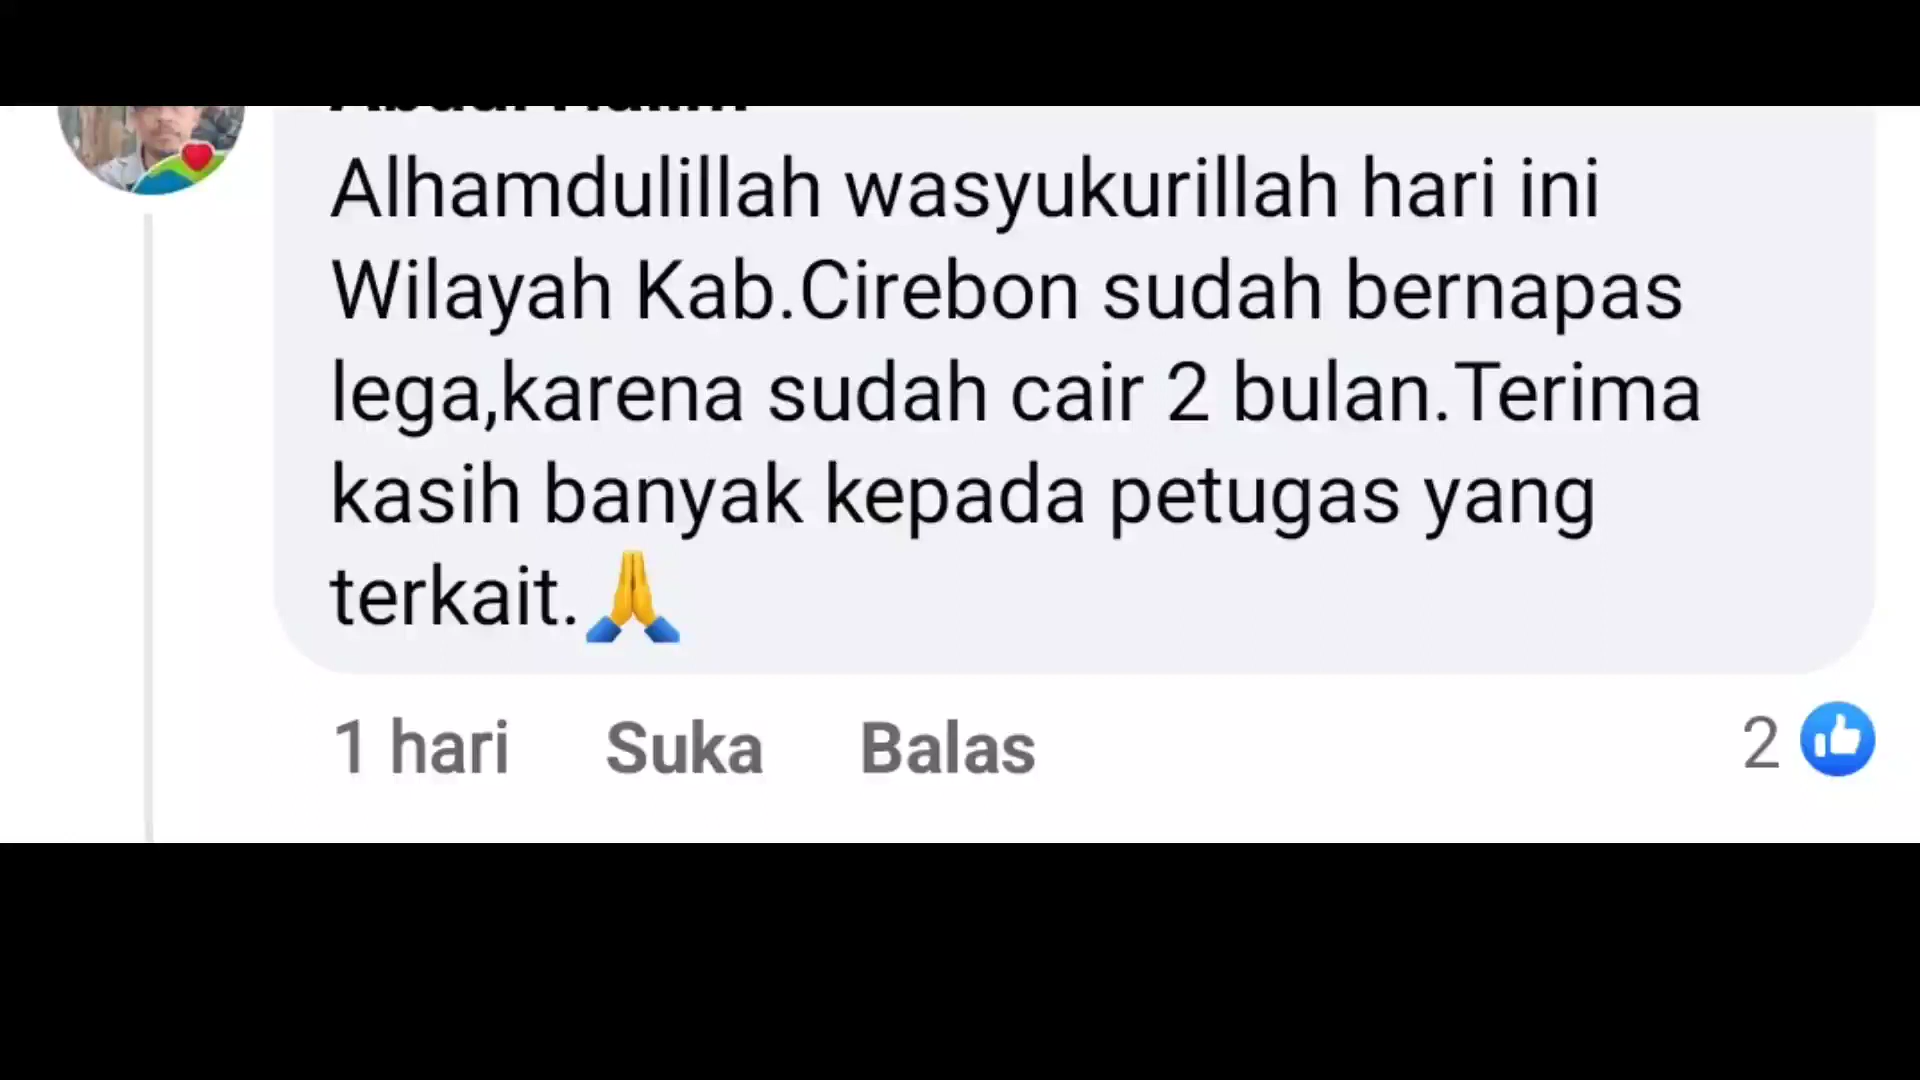 Alhamdulillah wasyukurillah hari ini
Wilayah Kab.Cirebon sudah bernapas
lega,karena sudah cair 2 bulan.Terima
kasih banyak kepada petugas yang
terkait.🙏
1 hari Suka Balas 2